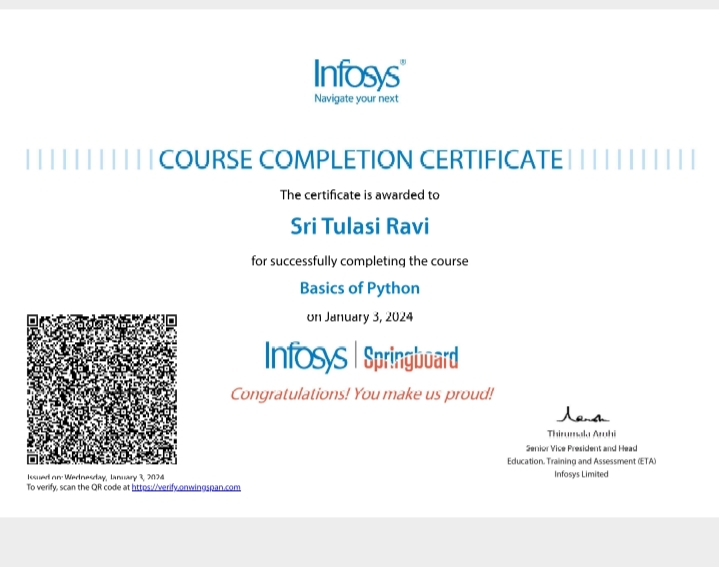 Infosys®
Navigate your next
COURSE COMPLETION CERTIFICATE
The certificate is awarded to
Sri Tulasi Ravi
for successfully completing the course
Basics of Python
on January 3, 2024
Infosys | Springboard
Congratulations! You make us proud!
Thirumala Arohi
Senior Vice President and Head
Education, Training and Assessment (ETA)
Infosys Limited
Issued on: Wednesday, January 3, 2024
To verify, scan the QR code at https://verify.onwingspan.com